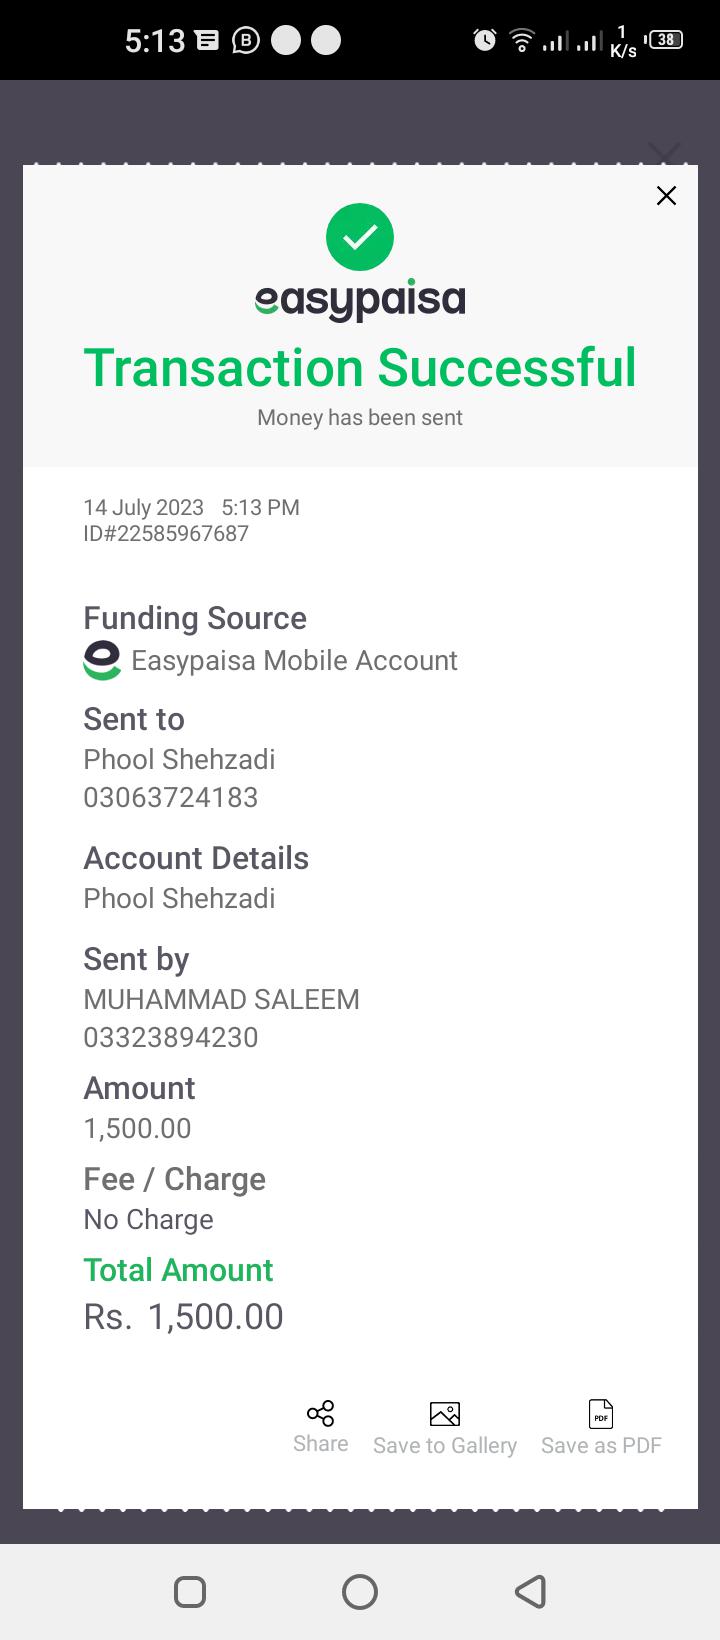 5:13
B
1
K/s
38
easypaisa
Transaction Successful
Money has been sent
14 July 2023 5:13 PM
ID#22585967687
Funding Source
Easypaisa Mobile Account
Sent to
Phool Shehzadi
03063724183
Account Details
Phool Shehzadi
Sent by
MUHAMMAD SALEEM
03323894230
Amount
1,500.00
Fee / Charge
No Charge
Total Amount
Rs. 1,500.00
PDF
Share Save to Gallery Save as PDF